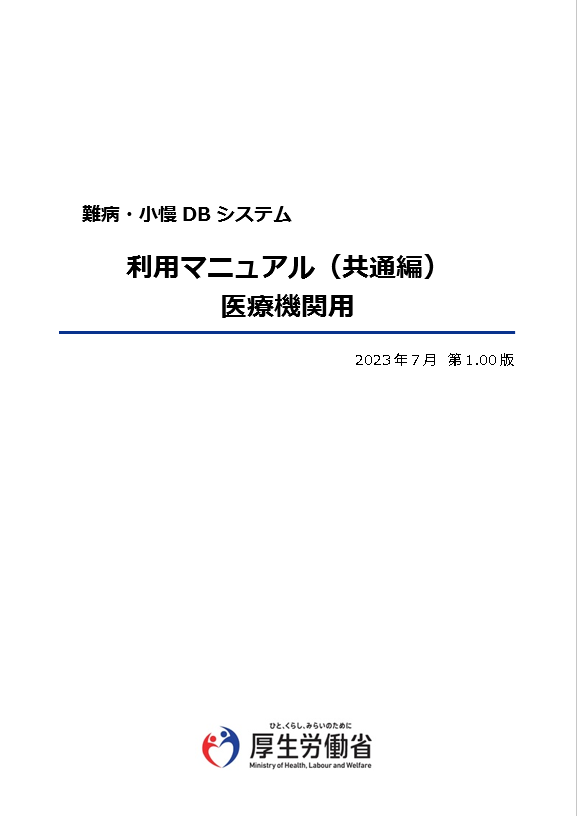 難病・小慢 DB システム
利用マニュアル（共通編）
医療機関用
2023 年 7 月　第 1.00 版
ひと、くらし、みらいのために
厚生労働省
Ministry of Health, Labour and Welfare